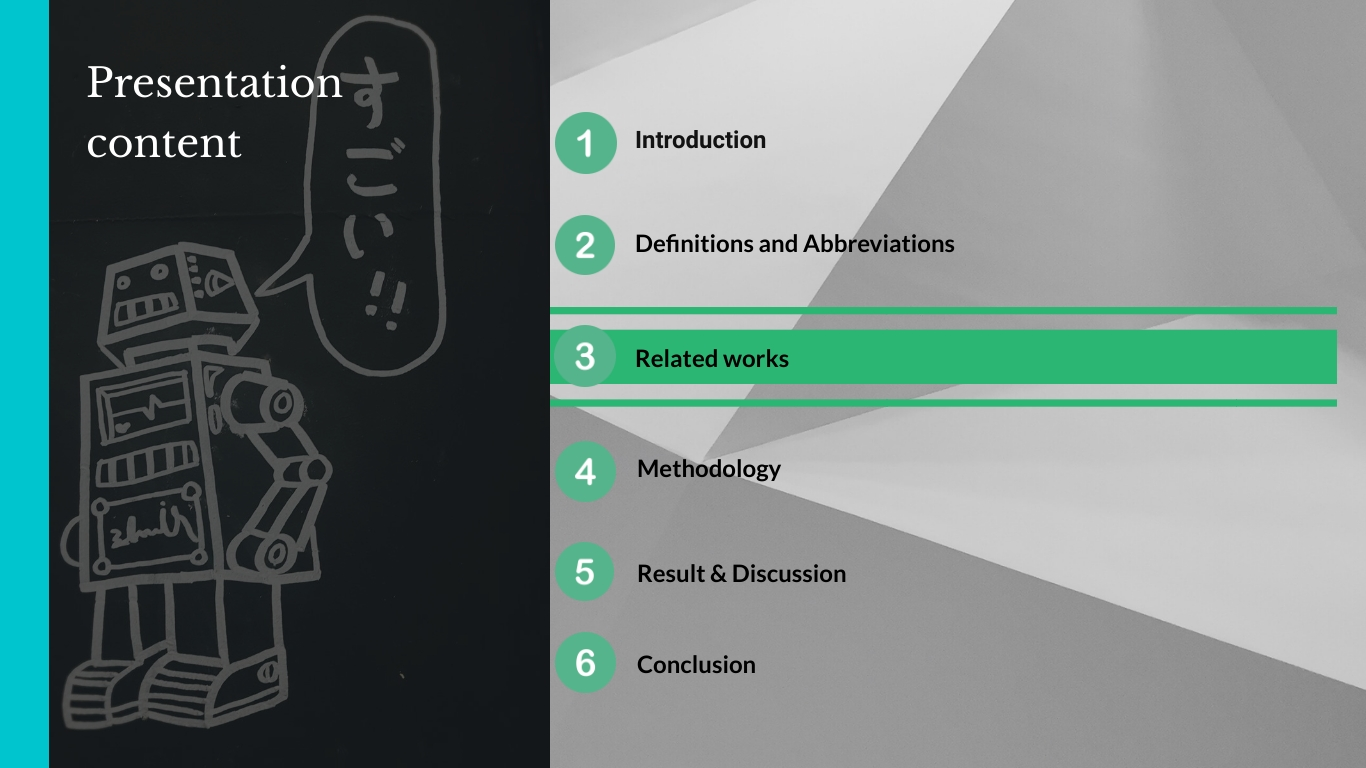 Presentation
content
すごい!!
1 Introduction
2 Definitions and Abbreviations
3 Related works
4 Methodology
5 Result & Discussion
6 Conclusion